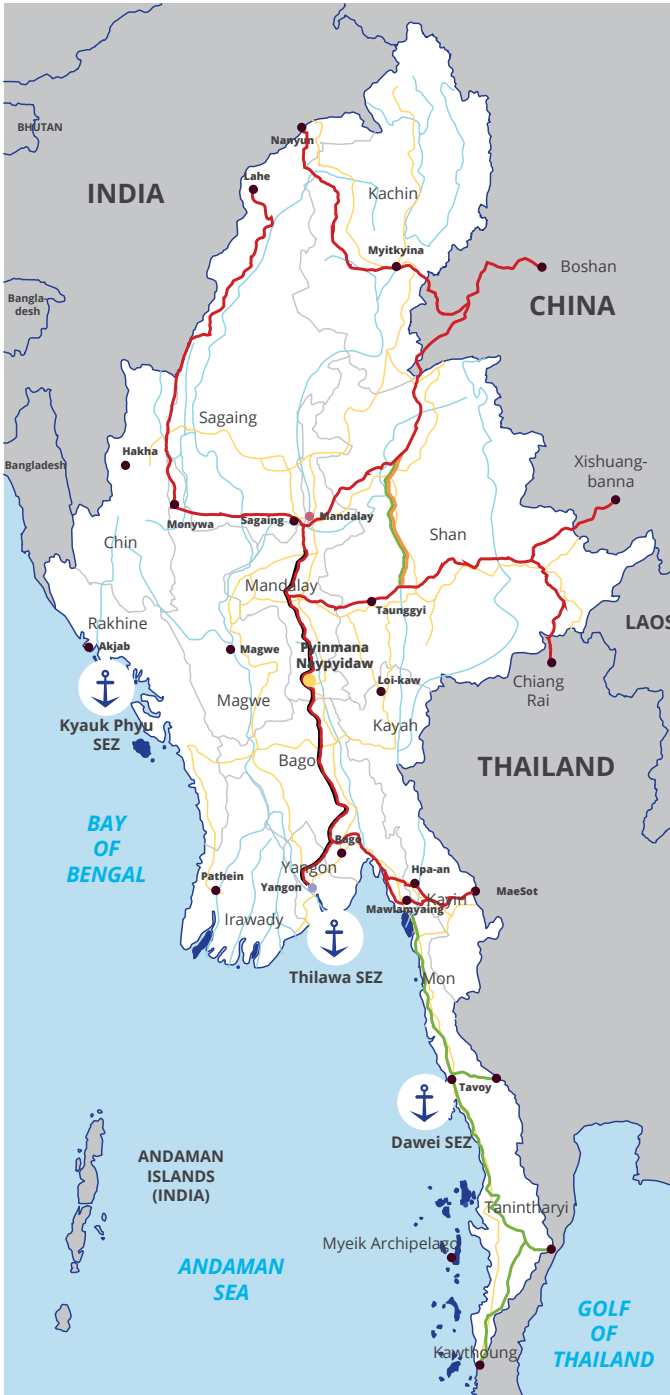 BHUTAN
Nanyun
Lahe
INDIA
Kachin
Myitkyina
Boshan
Bangla-
desh
CHINA
Sagaing
Hakha
Bangladesh
Xishuang-
banna
Monywa
Sagaing
Mandalay
Shan
Chin
Mandalay
Taunggyi
Rakhine
LAOS
Akjab
Magwe
Pyinmana
Naypyidaw
Loi-kaw
Chiang
Rai
Magwe
Kyauk Phyu
SEZ
Kayah
Bago
THAILAND
BAY
OF
BENGAL
Bago
Yangon
Pathein
Yangon
Hpa-an
MaeSot
Kayin
Mawlamyaing
Irawady
Thilawa SEZ
Mon
Tavoy
Dawei SEZ
ANDAMAN
ISLANDS
(INDIA)
Tanintharyi
Myeik Archipelago
ANDAMAN
SEA
GOLF
OF
THAILAND
Kawthoung